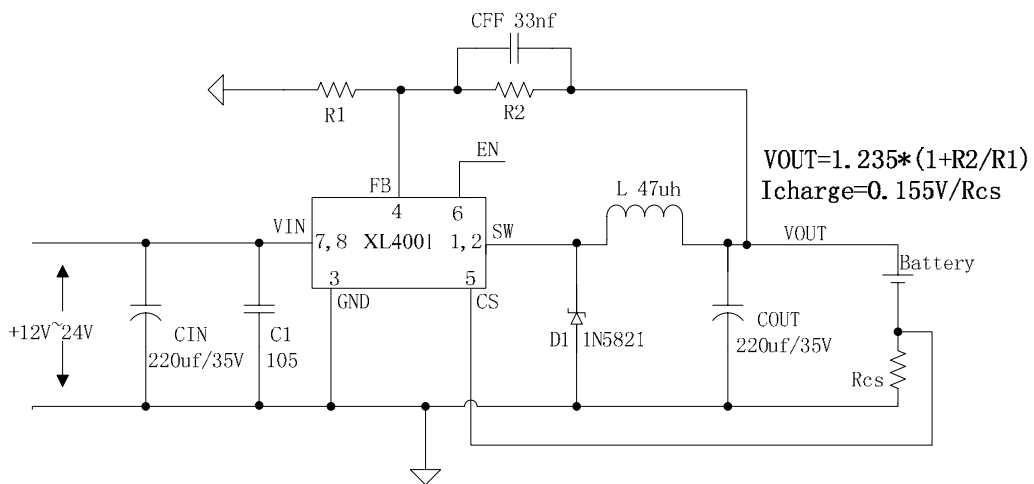 CFF 33nf
R1
R2
EN
VOUT=1.235*(1+R2/R1)
Icharge=0.155V/Rcs
FB
4
6
L 47uh
VIN
7,8
XL4001
1,2
SW
VOUT
3
5
GND
CS
Battery
+12V~24V
CIN
220uf/35V
C1
105
D1
1N5821
COUT
220uf/35V
Rcs